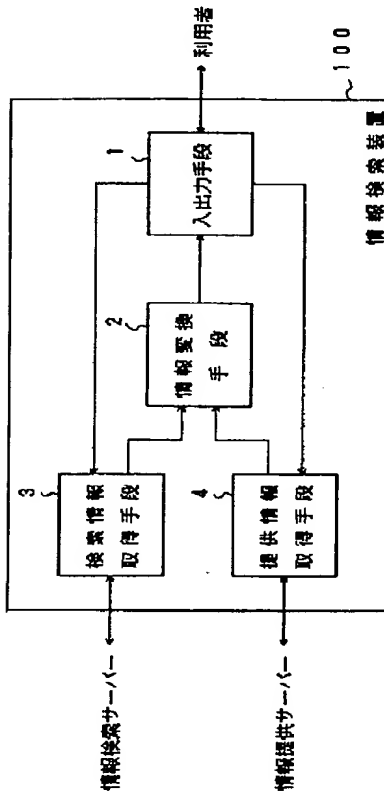 情報検索サーバー
情報提供サーバー
3
検索情報
取得手段
4
提供情報
取得手段
2
情報変換
手段
1
入出力手段
利用者
100
情報検索装置